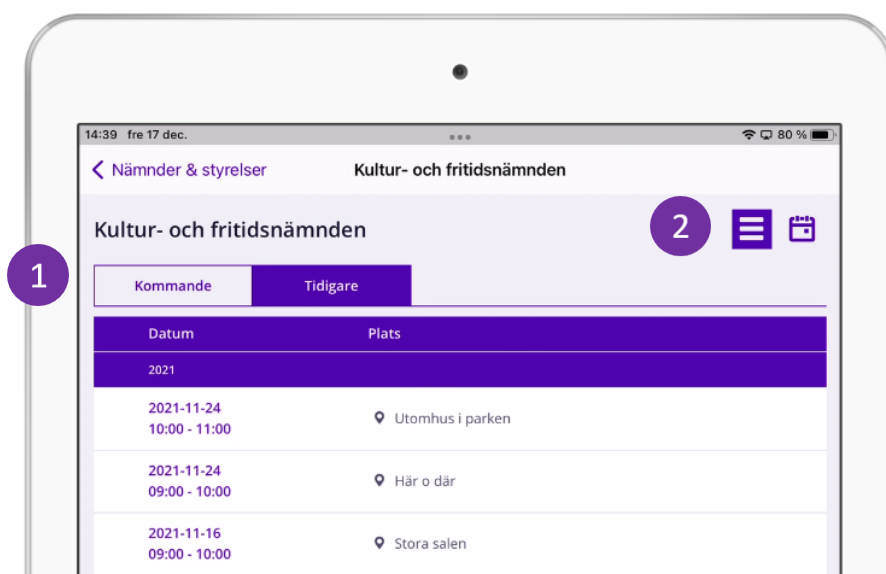 14:39 fre 17 dec.
80 %
Nämnder & styrelser
Kultur- och fritidsnämnden
Kultur- och fritidsnämnden
2
1
Kommande
Tidigare
Datum
Plats
2021
2021-11-24
10:00 - 11:00
Utomhus i parken
2021-11-24
09:00 - 10:00
Här o där
2021-11-16
09:00 - 10:00
Stora salen